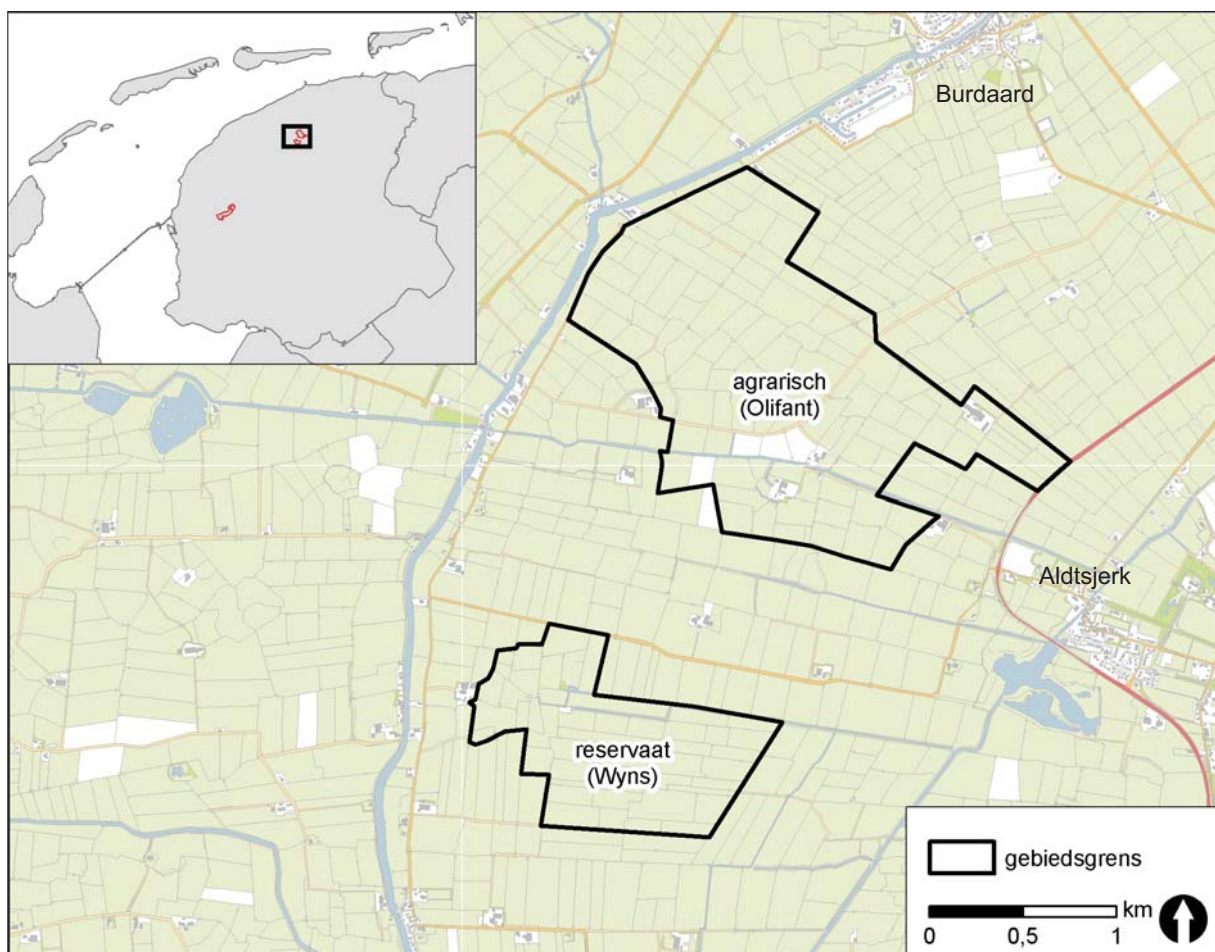 Burdaard
agrarisch
(Olifant)
Aldtsjerk
reservaat
(Wyns)
gebiedsgrens
km
0 0,5 1